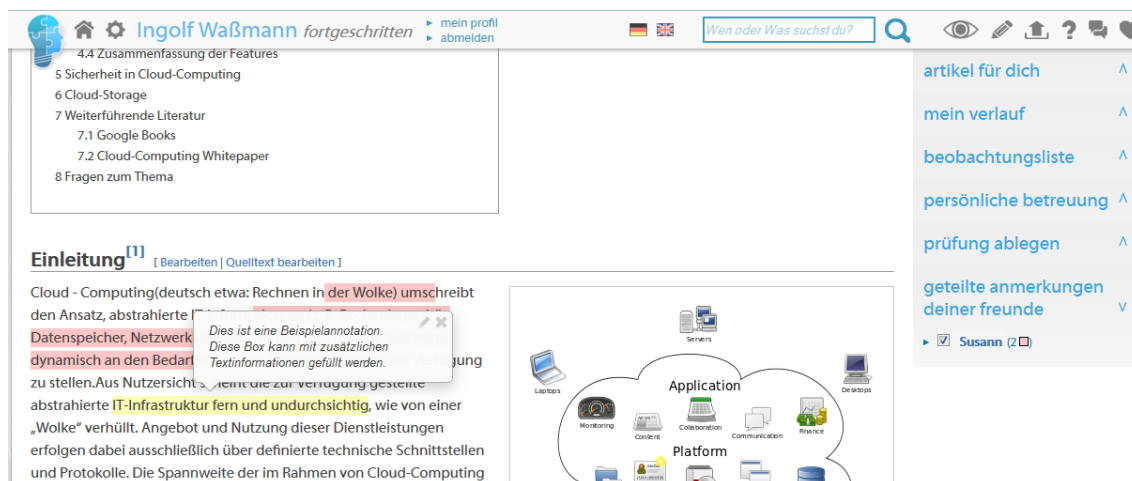 Ingolf Waßmann fortgeschritten
mein profil
abmelden
Wen oder Was suchst du?
4.4 Zusammenfassung der Features
5 Sicherheit in Cloud-Computing
6 Cloud-Storage
7 Weiterführende Literatur
7.1 Google Books
7.2 Cloud-Computing Whitepaper
8 Fragen zum Thema
Einleitung[1] [ Bearbeiten | Quelltext bearbeiten ]
Cloud - Computing(deutsch etwa: Rechnen in der Wolke) umschreibt
den Ansatz, abstrahierte
Datenspeicher, Netzwerk
dynamisch an den Bedarf
gung
zu stellen.Aus Nutzersicht scheint die zur Verfügung gestellte
abstrahierte IT-Infrastruktur fern und undurchsichtig, wie von einer
„Wolke" verhüllt. Angebot und Nutzung dieser Dienstleistungen
erfolgen dabei ausschließlich über definierte technische Schnittstellen
und Protokolle. Die Spannweite der im Rahmen von Cloud-Computing
Dies ist eine Beispielannotation.
Diese Box kann mit zusätzlichen
Textinformationen gefüllt werden.
Servers
Laptops
Desktops
Application
Monitoring
Content
Collaboration
Communication
Finance
Platform
artikel für dich
mein verlauf
beobachtungsliste
persönliche betreuung
prüfung ablegen
geteilte anmerkungen
deiner freunde
Susann (2)